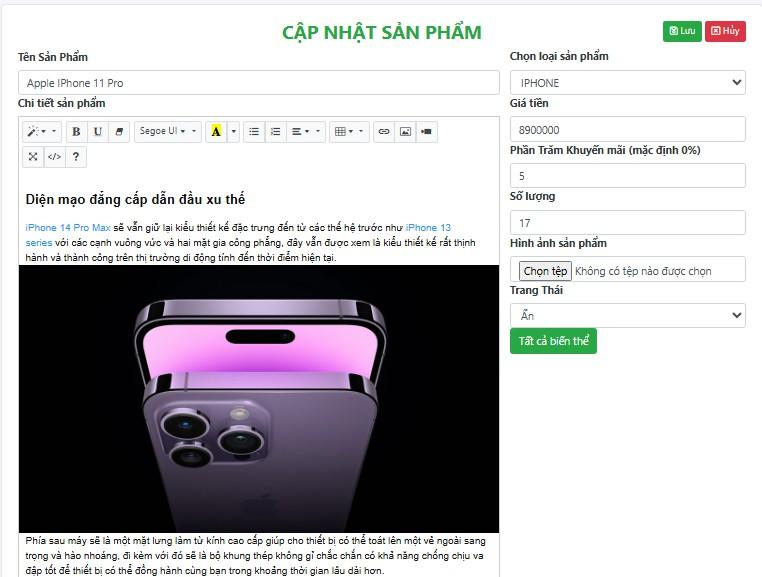 CẬP NHẬT SẢN PHẨM
Lưu
Hủy
Tên Sản Phẩm
Apple IPhone 11 Pro
Chi tiết sản phẩm
B U Segoe UI A
</> ?
Diện mạo đẳng cấp dẫn đầu xu thế
iPhone 14 Pro Max sẽ vẫn giữ lại kiểu thiết kế đặc trưng đến từ các thế hệ trước như iPhone 13
series với các cạnh vuông vức và hai mặt gia công phẳng, đây vẫn được xem là kiểu thiết kế rất thịnh
hành và thành công trên thị trường di động tính đến thời điểm hiện tại.
Phía sau máy sẽ là một mặt lưng làm từ kính cao cấp giúp cho thiết bị có thể toát lên một vẻ ngoài sang
trọng và hào nhoáng, đi kèm với đó sẽ là bộ khung thép không gỉ chắc chắn có khả năng chống chịu va
đập tốt để thiết bị có thể đồng hành cùng bạn trong khoảng thời gian lâu dài hơn.
Chọn loại sản phẩm
IPHONE
Giá tiền
8900000
Phần Trăm Khuyến mãi (mặc định 0%)
5
Số lượng
17
Hình ảnh sản phẩm
Chọn tệp Không có tệp nào được chọn
Trang Thái
Ẩn
Tất cả biến thể